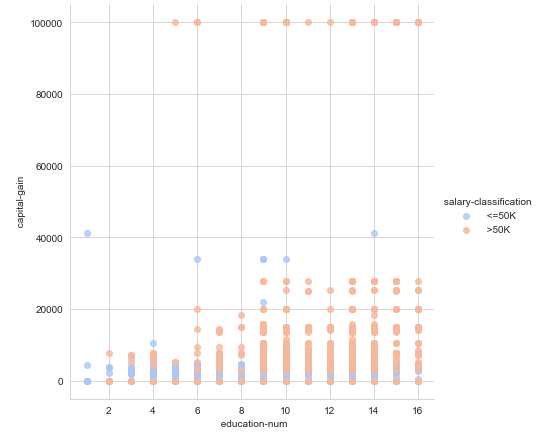 100000
80000
60000
40000
20000
0
capital-gain
2 4 6 8 10 12 14 16
education-num
salary-classification
<=50K
>50K